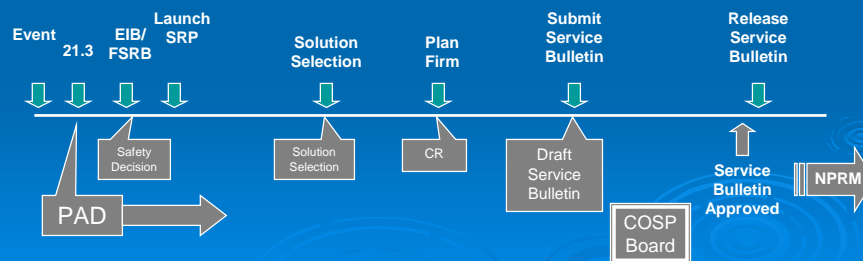 Event
21.3
EIB/
FSRB
Launch
SRP
Solution
Selection
Plan
Firm
Submit
Service
Bulletin
Release
Service
Bulletin
Safety
Decision
Solution
Selection
CR
Draft
Service
Bulletin
Service
Bulletin
Approved
NPRM
PAD
COSP
Board